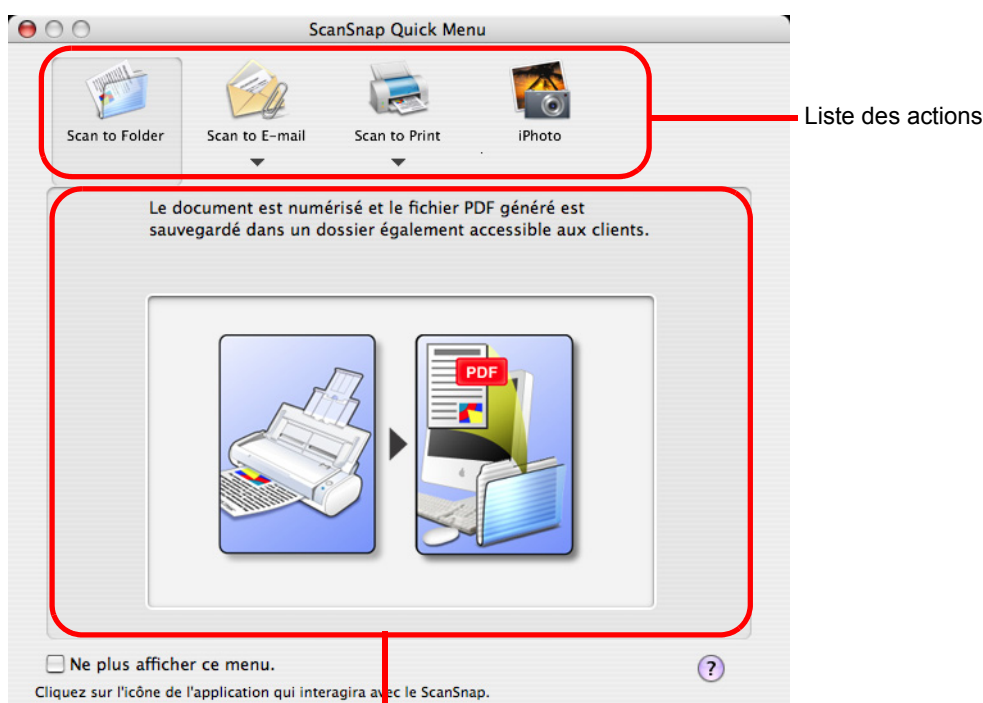 ScanSnap Quick Menu
Scan to Folder
Scan to E-mail
Scan to Print
iPhoto
Liste des actions
Le document est numérisé et le fichier PDF généré est
sauvegardé dans un dossier également accessible aux clients.
PDF
Ne plus afficher ce menu.
?
Cliquez sur l'icône de l'application qui interagira avec le ScanSnap.